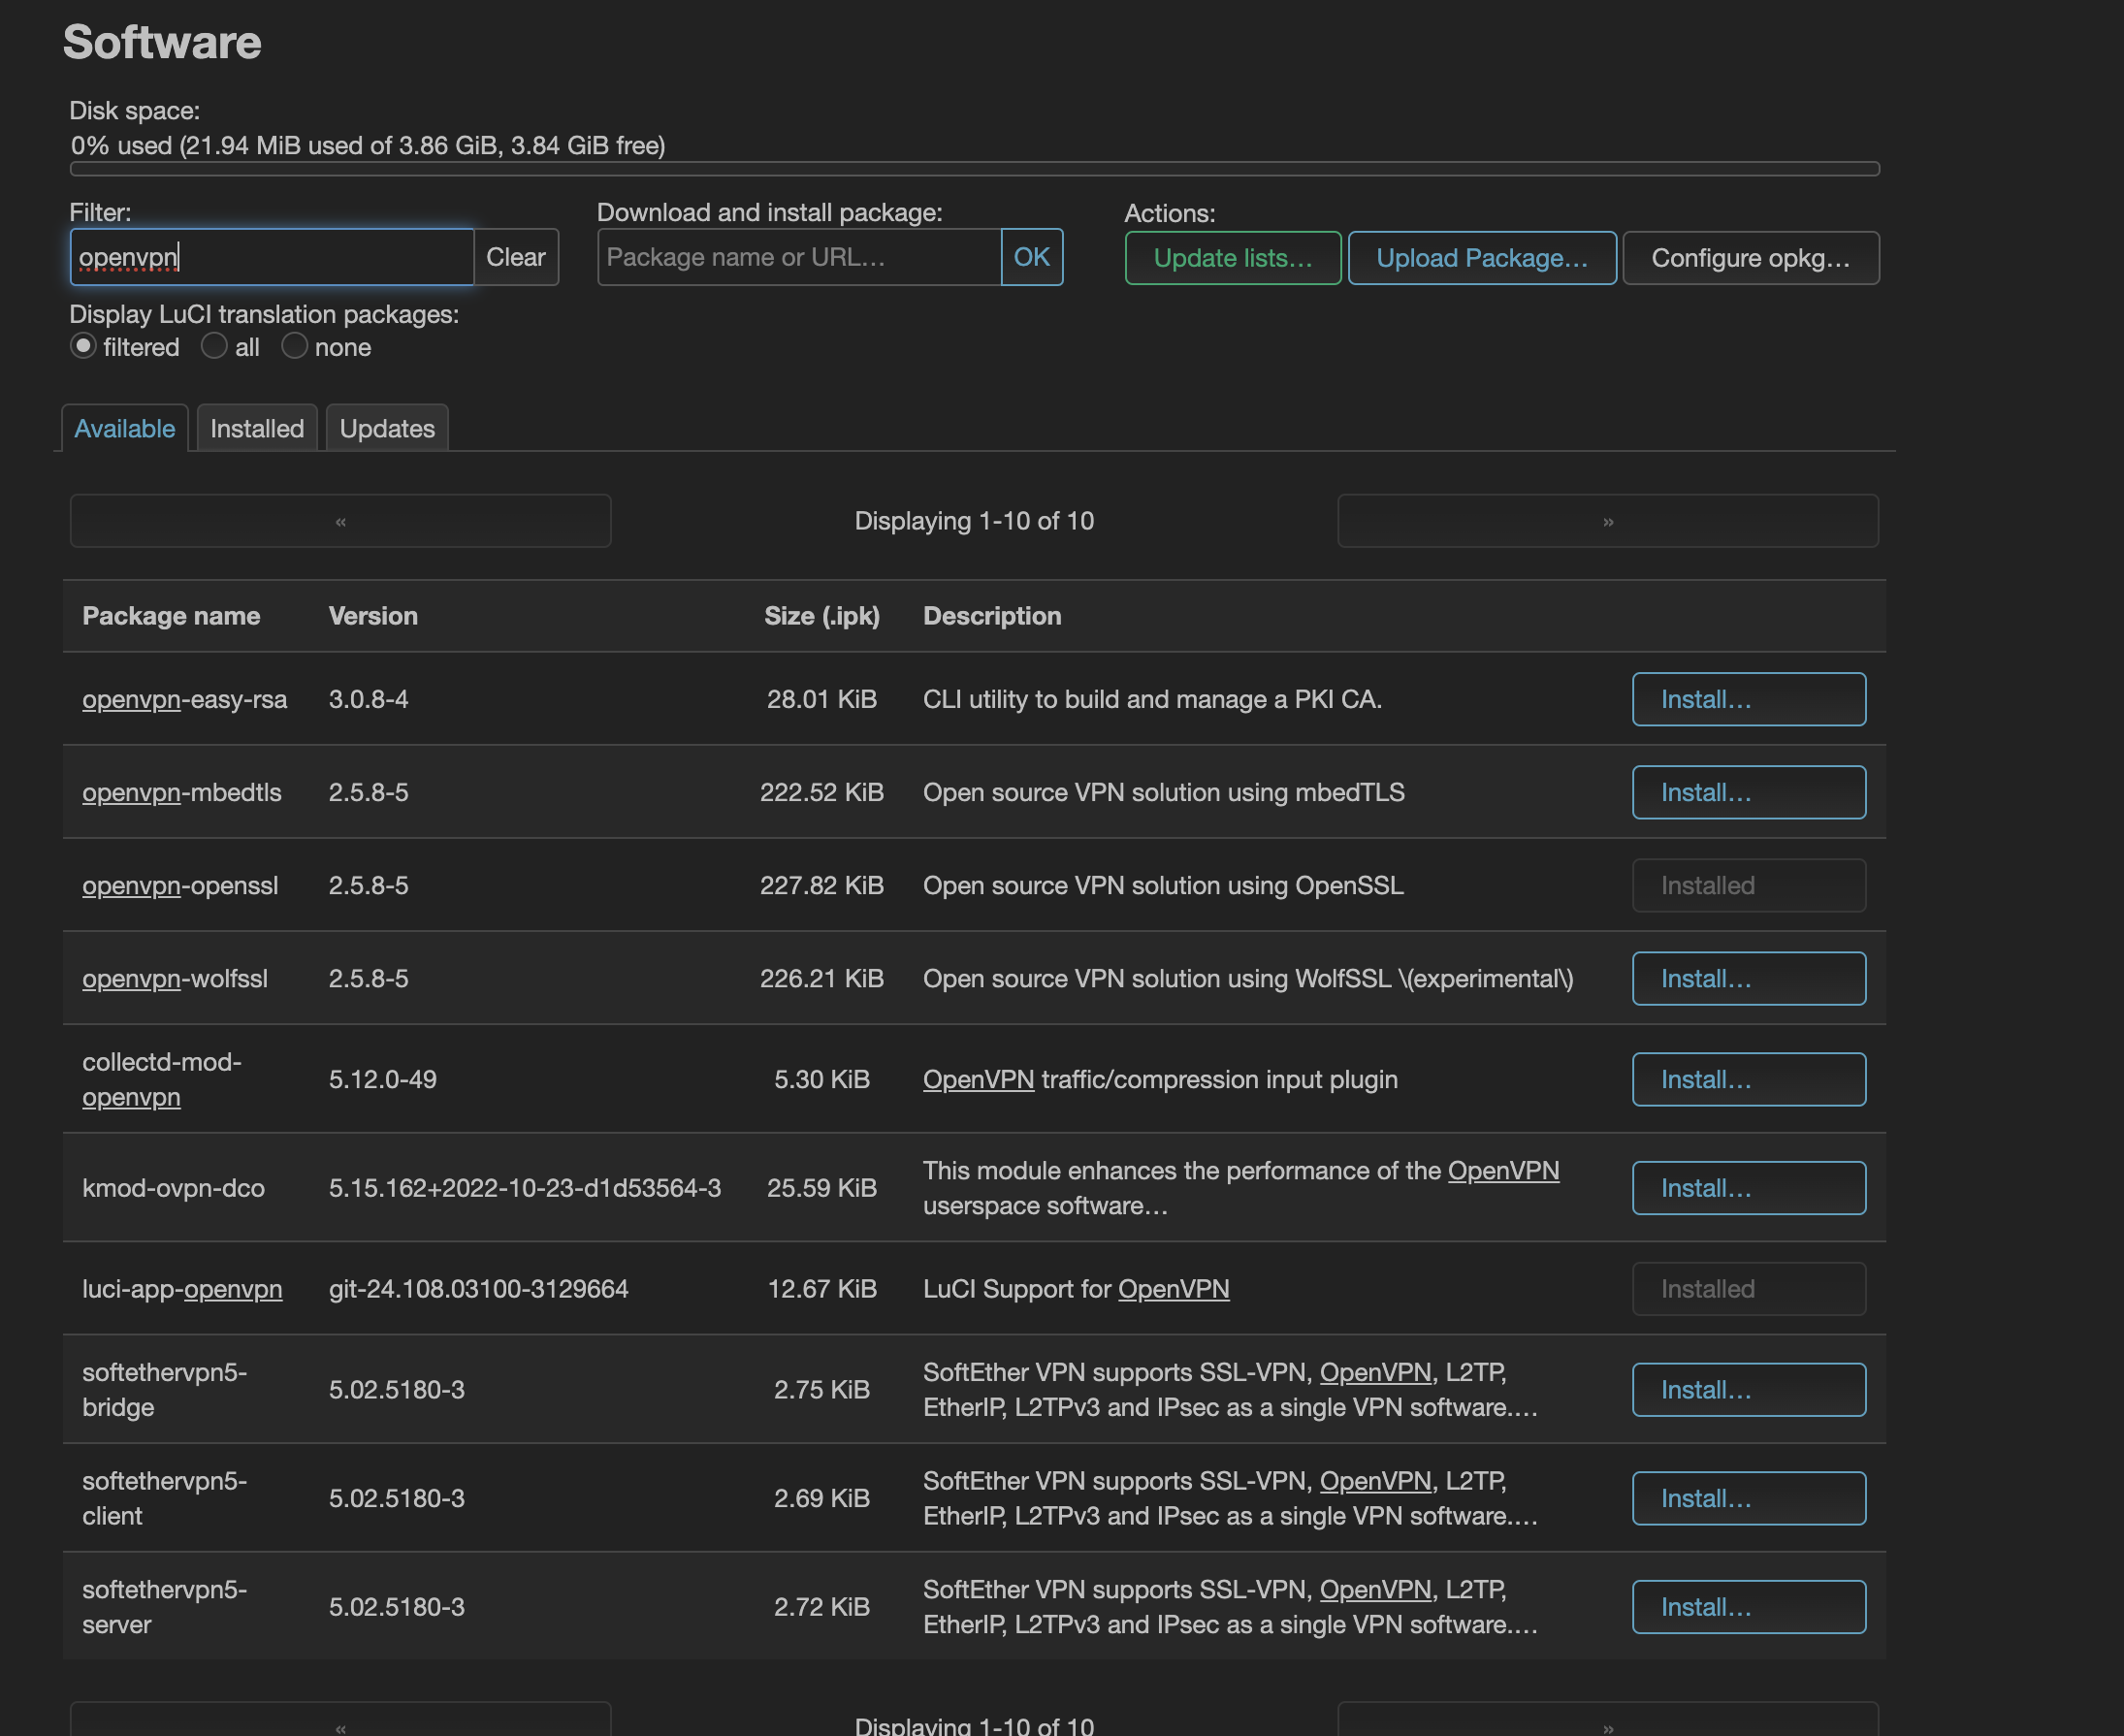 Software
Disk space:
0% used (21.94 MiB used of 3.86 GiB, 3.84 GiB free)
Filter:
Download and install package:
Actions:
openvpn
Clear
Package name or URL…
OK
Update lists…
Upload Package…
Configure opkg…
Display LuCI translation packages:
filtered all none
Available Installed Updates
«
Displaying 1-10 of 10
»
Package name Version Size (.ipk) Description
openvpn-easy-rsa 3.0.8-4 28.01 KiB CLI utility to build and manage a PKI CA. Install…
openvpn-mbedtls 2.5.8-5 222.52 KiB Open source VPN solution using mbedTLS Install…
openvpn-openssl 2.5.8-5 227.82 KiB Open source VPN solution using OpenSSL Installed
openvpn-wolfssl 2.5.8-5 226.21 KiB Open source VPN solution using WolfSSL \(experimental\) Install…
collectd-mod-
openvpn
5.12.0-49 5.30 KiB OpenVPN traffic/compression input plugin Install…
kmod-ovpn-dco 5.15.162+2022-10-23-d1d53564-3 25.59 KiB
This module enhances the performance of the OpenVPN
userspace software…
Install…
luci-app-openvpn git-24.108.03100-3129664 12.67 KiB LuCI Support for OpenVPN Installed
softethervpn5-
bridge
5.02.5180-3 2.75 KiB
SoftEther VPN supports SSL-VPN, OpenVPN, L2TP,
EtherIP, L2TPv3 and IPsec as a single VPN software.…
Install…
softethervpn5-
client
5.02.5180-3 2.69 KiB
SoftEther VPN supports SSL-VPN, OpenVPN, L2TP,
EtherIP, L2TPv3 and IPsec as a single VPN software.…
Install…
softethervpn5-
server
5.02.5180-3 2.72 KiB
SoftEther VPN supports SSL-VPN, OpenVPN, L2TP,
EtherIP, L2TPv3 and IPsec as a single VPN software.…
Install…
«
Displaying 1-10 of 10
»